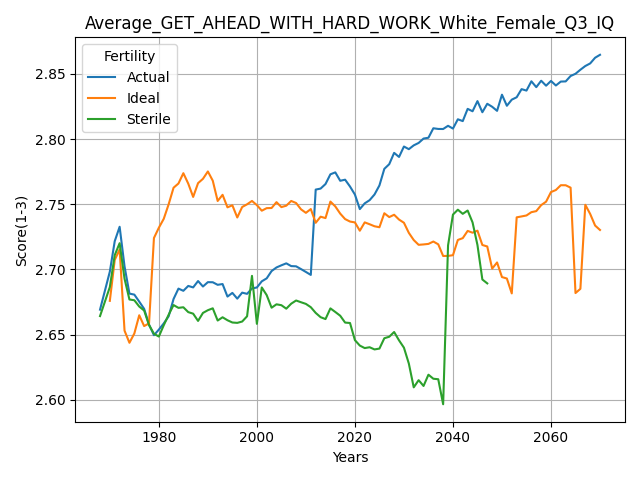 Average_GET_AHEAD_WITH_HARD_WORK_White_Female_Q3_IQ
Fertility
Actual
Ideal
Sterile
Score(1-3)
2.85
2.80
2.75
2.70
2.65
2.60
1980
2000
2020
2040
2060
Years